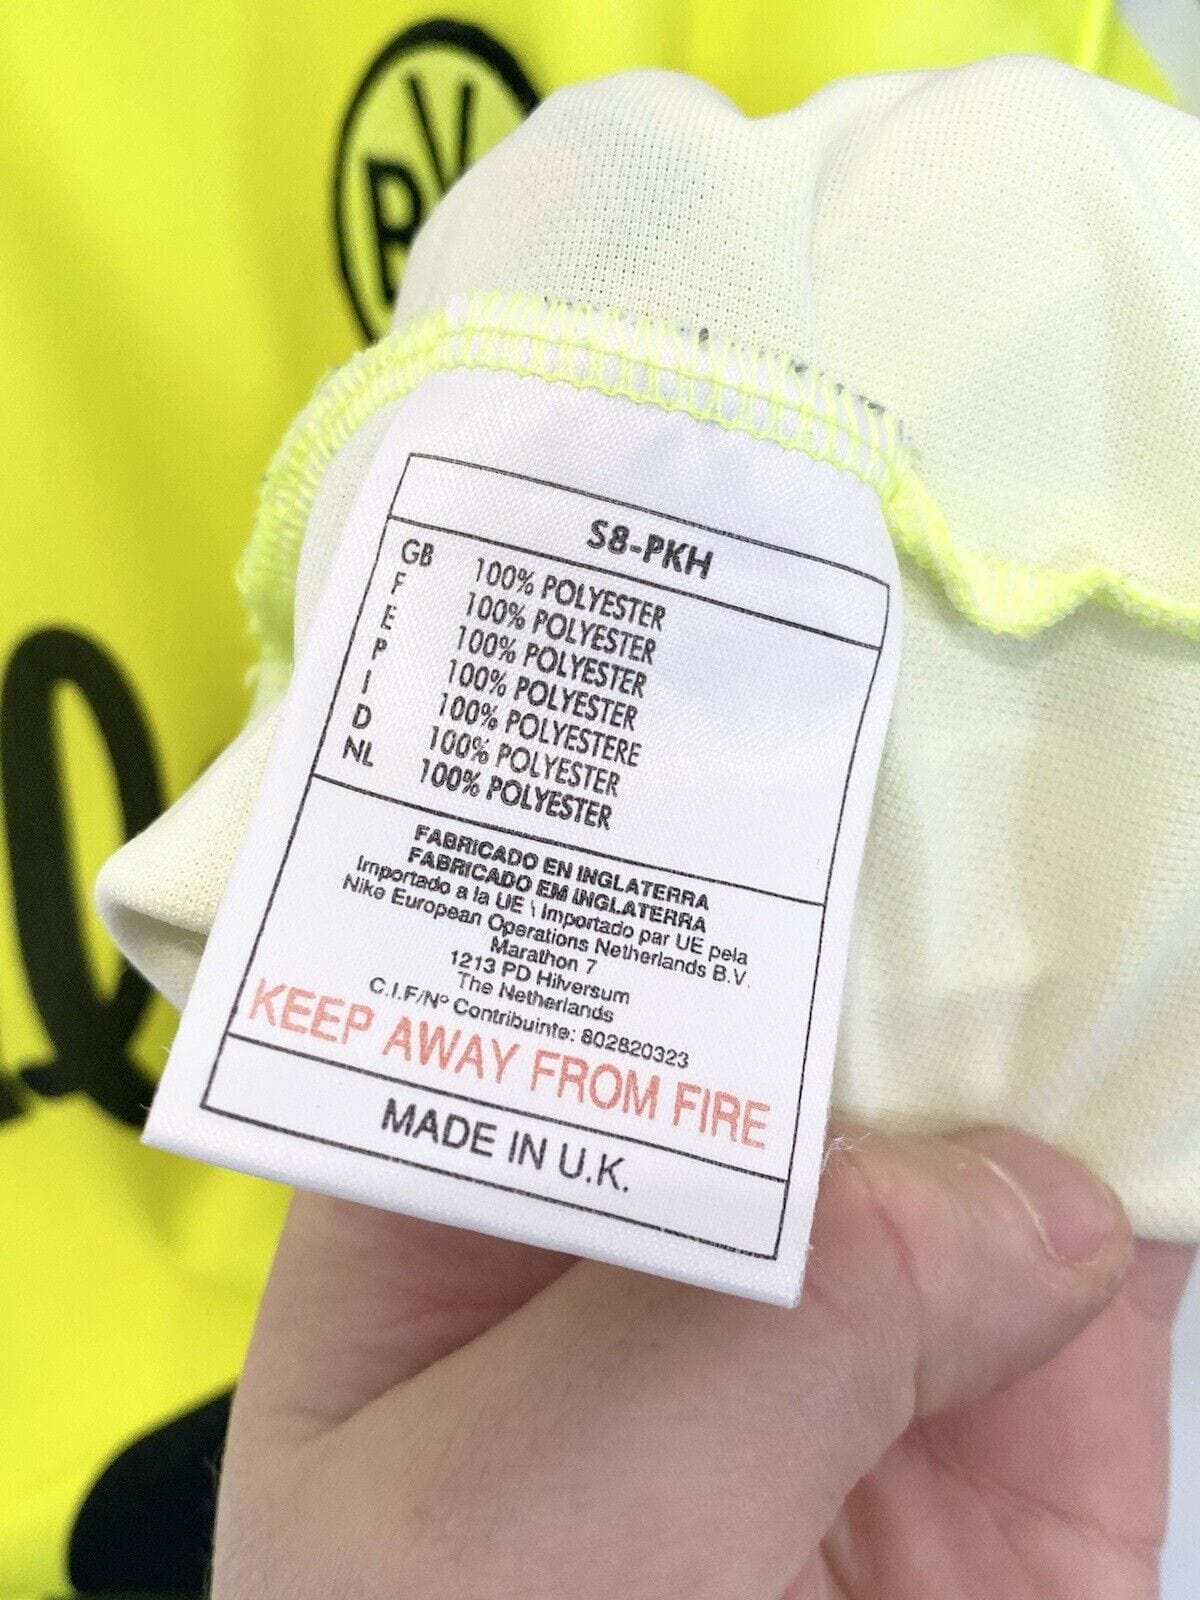 BV
S8-PKH
GB 100% POLYESTER
F 100% POLYESTER
E 100% POLYESTER
P 100% POLYESTER
I 100% POLYESTERE
D 100% POLYESTER
NL 100% POLYESTER
FABRICADO EN INGLATERRA
FABRICADO EM INGLATERRA
Importado a la UE \ Importado par UE pela
Nike European Operations Netherlands B.V.
Marathon 7
1213 PD Hilversum
The Netherlands
C.I.F/Nº Contribuinte: 802820323
KEEP AWAY FROM FIRE
MADE IN U.K.